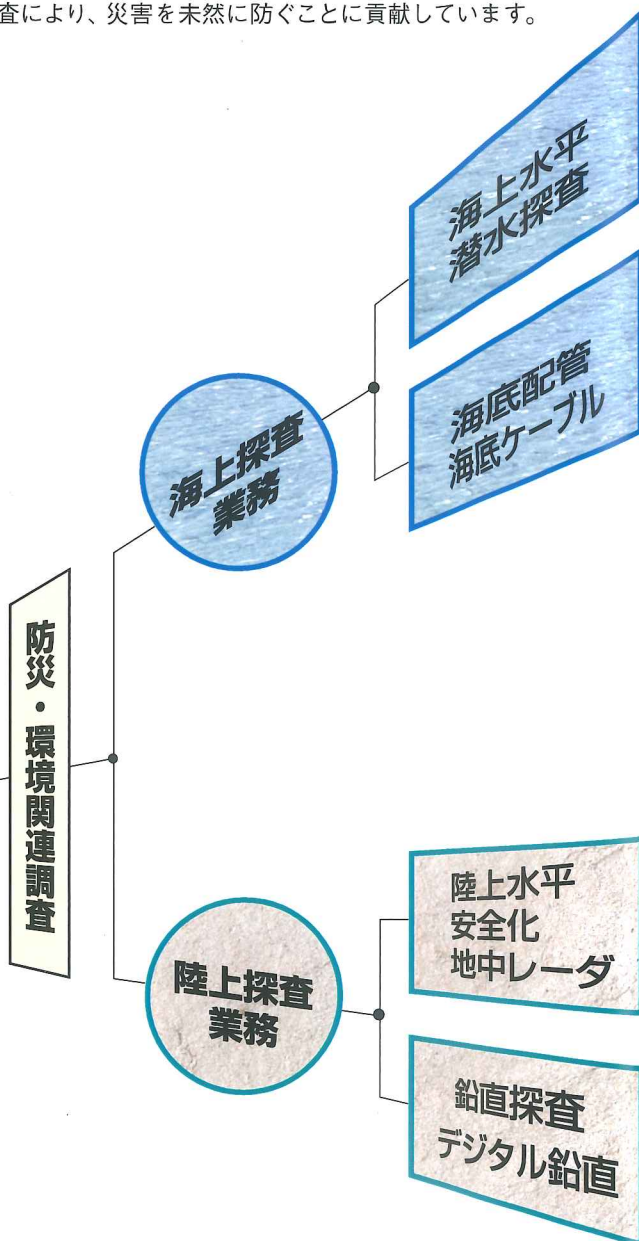 査により、災害を未然に防ぐことに貢献しています。
海上水平
潜水探査
海底配管
海底ケーブル
海上探査
業務
防災・環境関連調査
陸上水平
安全化
地中レーダ
陸上探査
業務
鉛直探査
デジタル鉛直